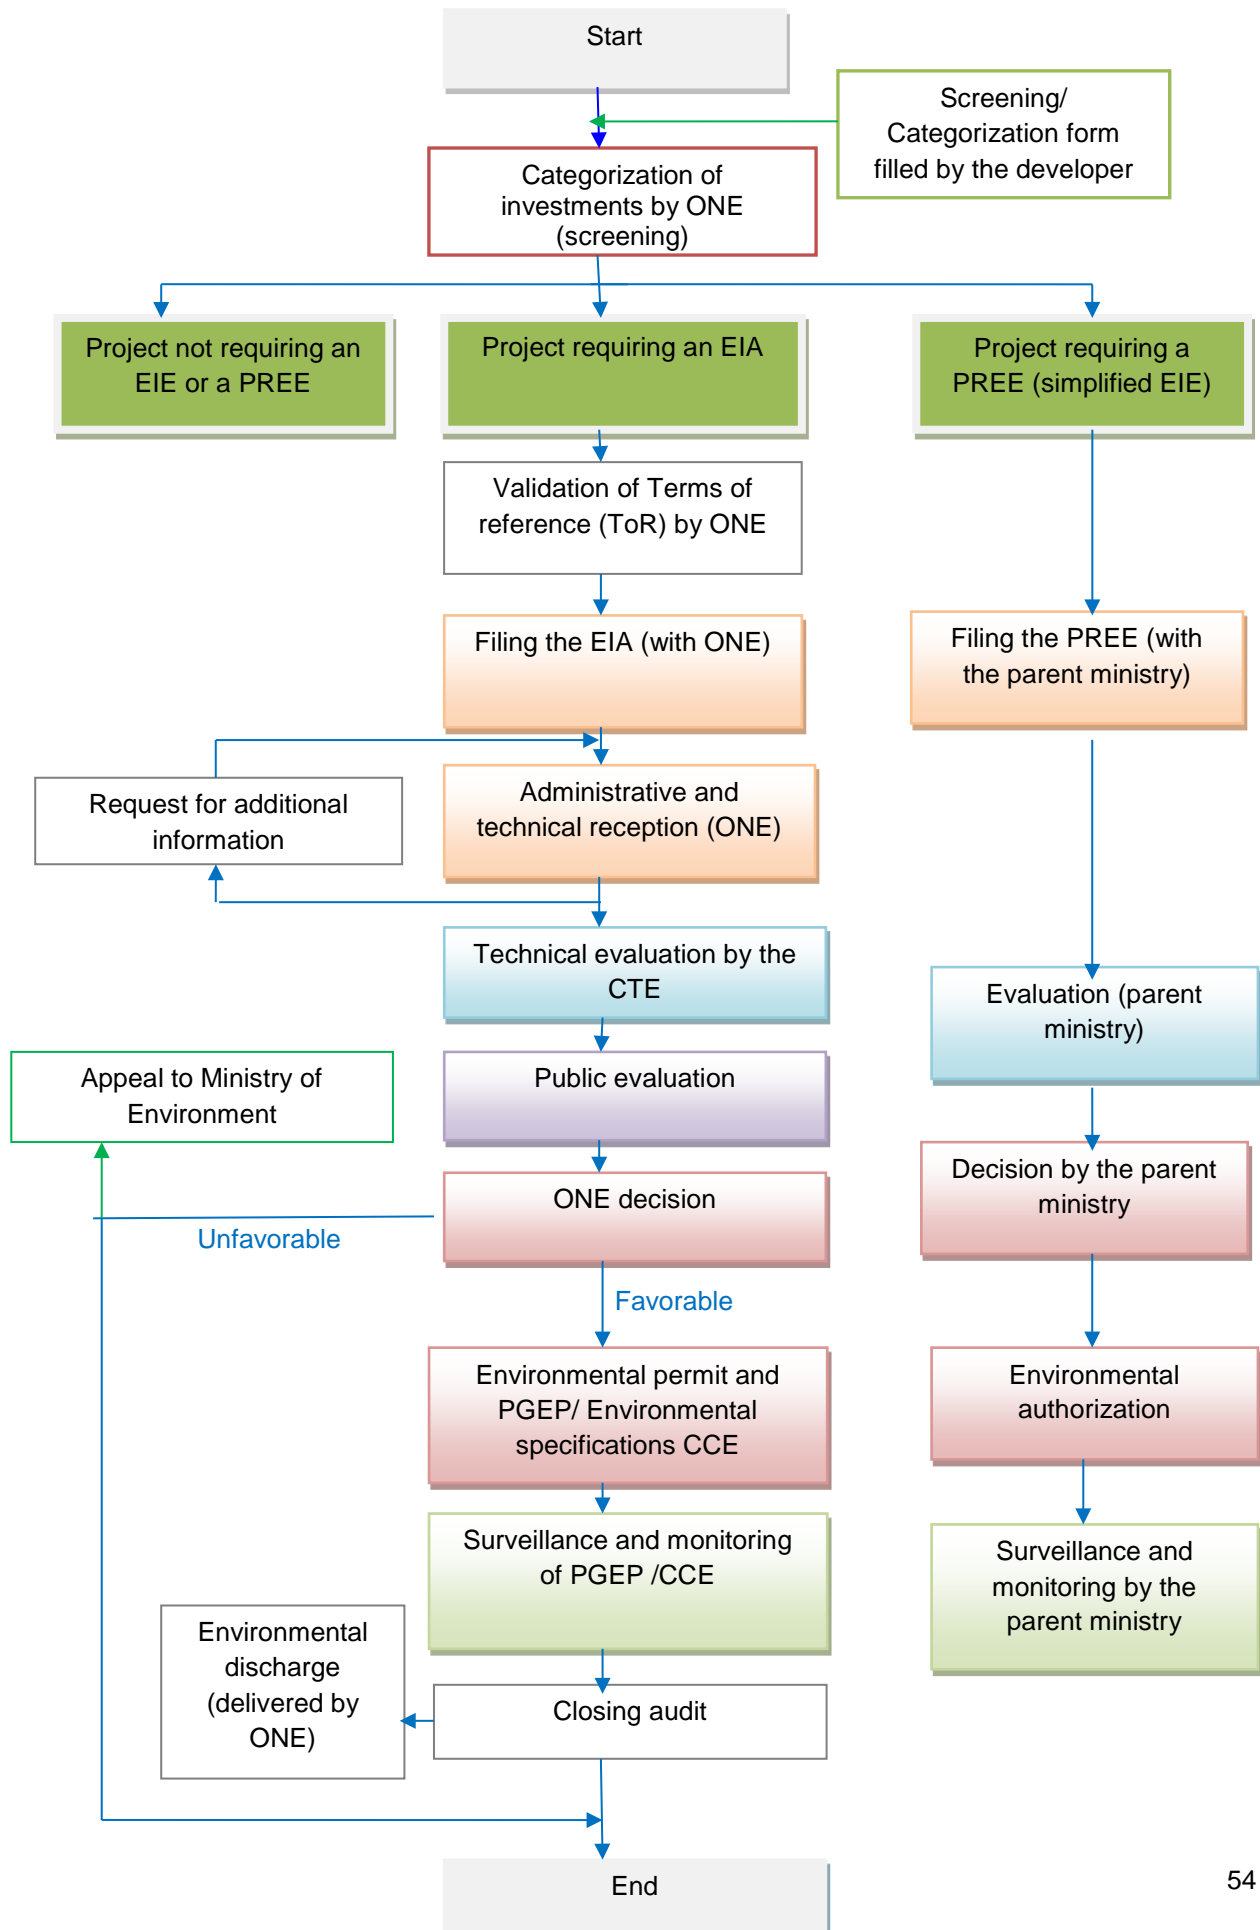 Start
Screening/
Categorization form
filled by the developer
Categorization of
investments by ONE
(screening)
Project not requiring an
EIE or a PREE
Project requiring an EIA
Project requiring a
PREE (simplified EIE)
Validation of Terms of
reference (ToR) by ONE
Filing the EIA (with ONE)
Filing the PREE (with
the parent ministry)
Request for additional
information
Administrative and
technical reception (ONE)
Technical evaluation by the
CTE
Evaluation (parent
ministry)
Appeal to Ministry of
Environment
Public evaluation
Decision by the parent
ministry
ONE decision
Unfavorable
Favorable
Environmental permit and
PGEP/ Environmental
specifications CCE
Environmental
authorization
Surveillance and monitoring
of PGEP /CCE
Surveillance and
monitoring by the
parent ministry
Environmental
discharge
(delivered by
ONE)
Closing audit
End
54